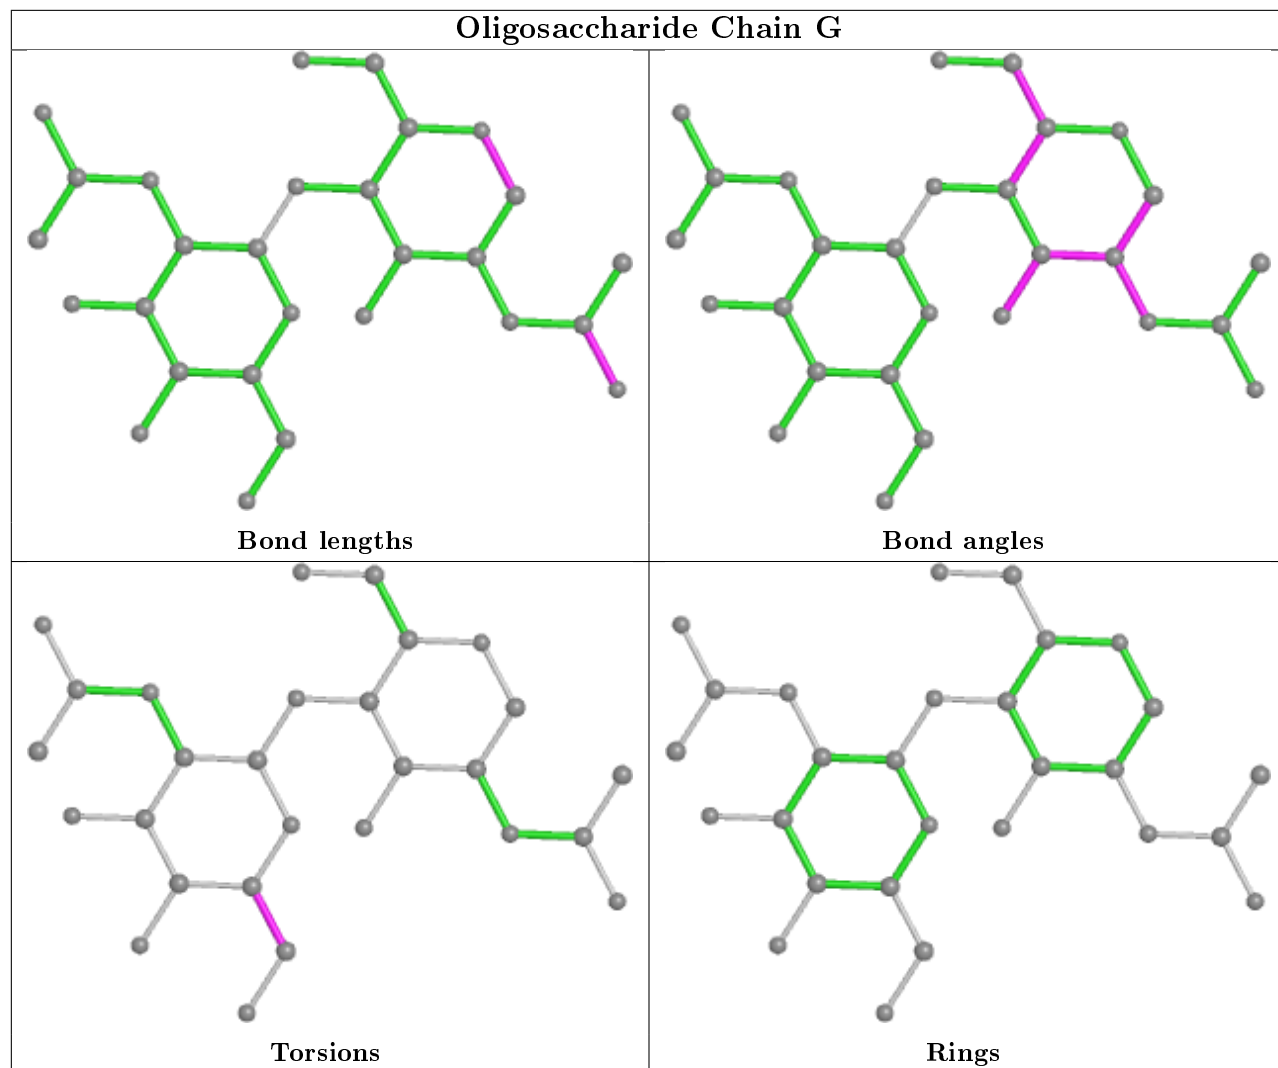 Oligosaccharide Chain G
Bond lengths
Bond angles
Torsions
Rings